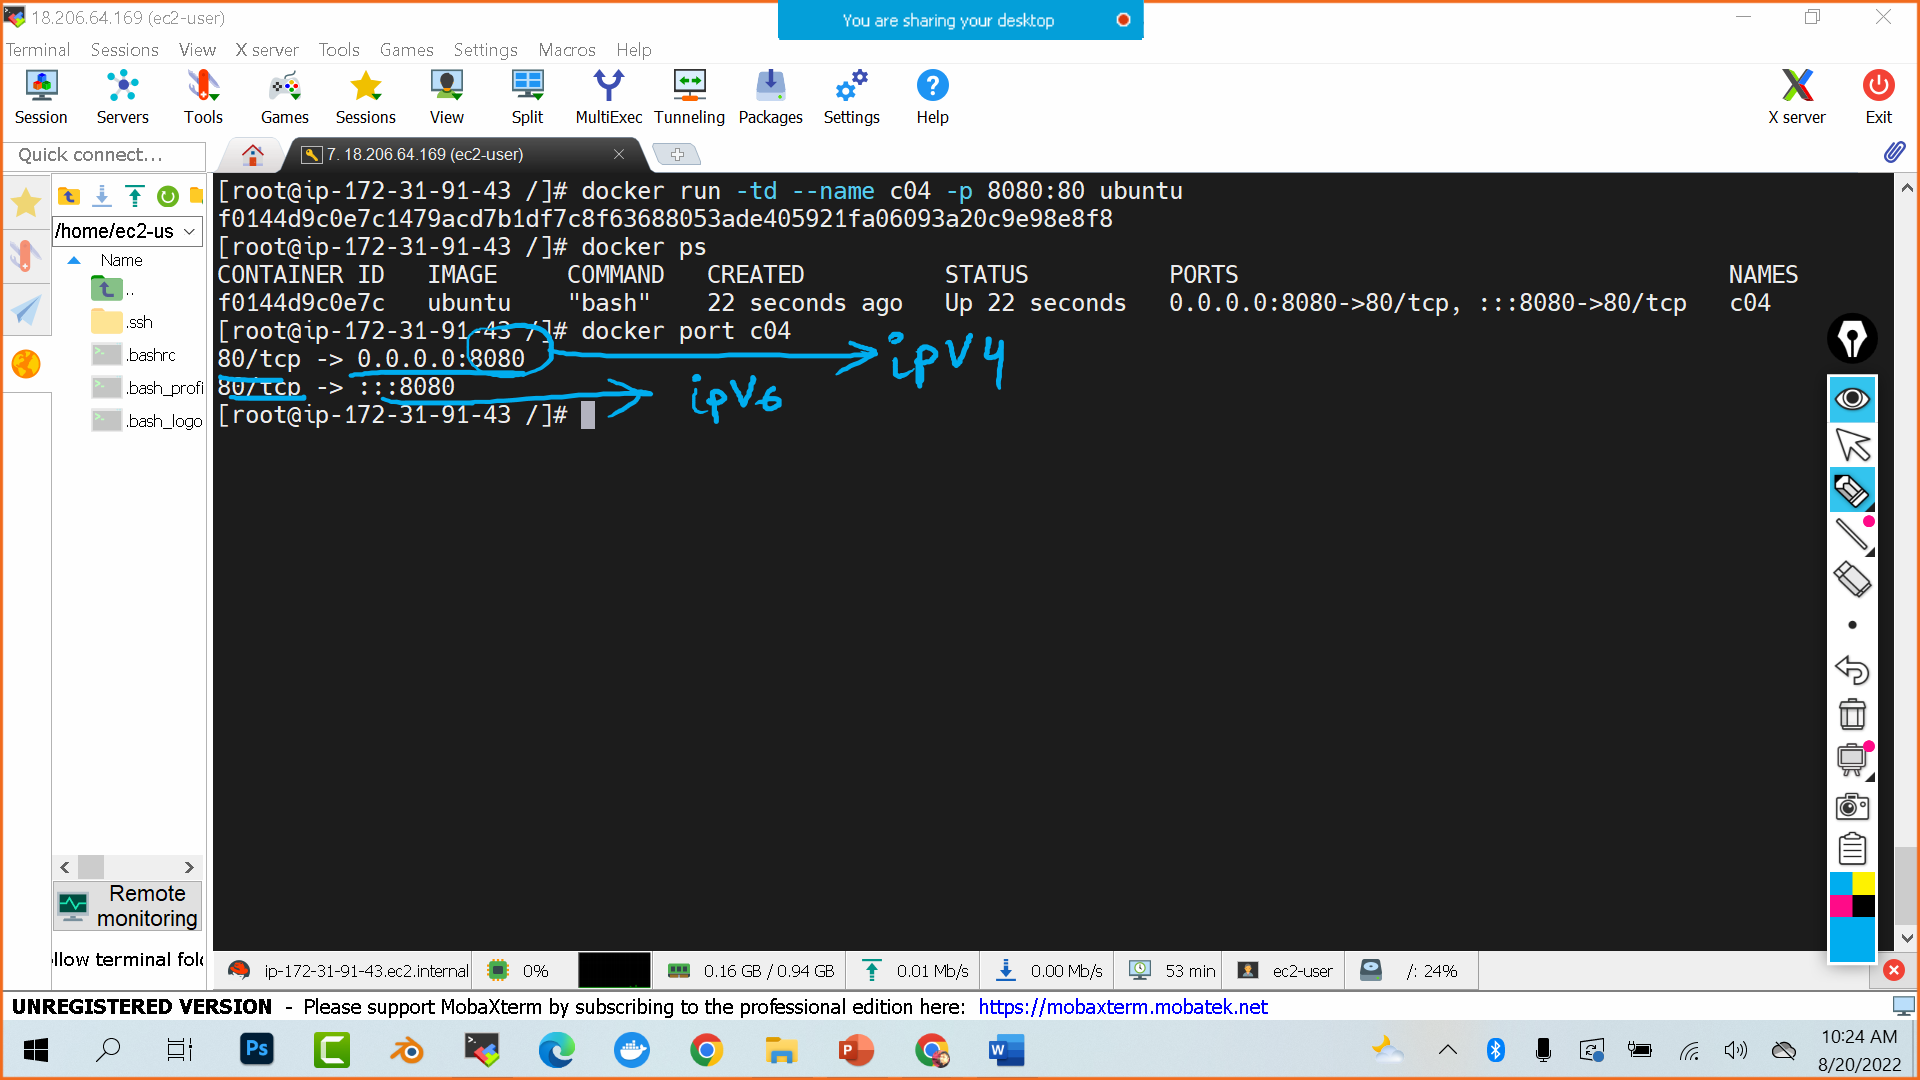 18.206.64.169 (ec2-user)
You are sharing your desktop
Terminal Sessions View X server Tools Games Settings Macros Help
Session Servers Tools Games Sessions View Split MultiExec Tunneling Packages Settings Help X server Exit
Quick connect...
7. 18.206.64.169 (ec2-user)
/home/ec2-us
Name
..
.ssh
.bashrc
.bash_profi
.bash_logo
[root@ip-172-31-91-43 /]# docker run -td --name c04 -p 8080:80 ubuntu
f0144d9c0e7c1479acd7b1df7c8f63688053ade405921fa06093a20c9e98e8f8
[root@ip-172-31-91-43 /]# docker ps
CONTAINER ID IMAGE COMMAND CREATED STATUS PORTS NAMES
f0144d9c0e7c ubuntu "bash" 22 seconds ago Up 22 seconds 0.0.0.0:8080->80/tcp, :::8080->80/tcp c04
[root@ip-172-31-91-43 /]# docker port c04
80/tcp -> 0.0.0.0:8080
ipV4
80/tcp -> :::8080
ipV6
[root@ip-172-31-91-43 /]#
Remote
monitoring
llow terminal fol
ip-172-31-91-43.ec2.internal 0% 0.16 GB / 0.94 GB 0.01 Mb/s 0.00 Mb/s 53 min ec2-user /: 24%
UNREGISTERED VERSION - Please support MobaXterm by subscribing to the professional edition here: https://mobaxterm.mobatek.net
Ps C P W
10:24 AM
8/20/2022